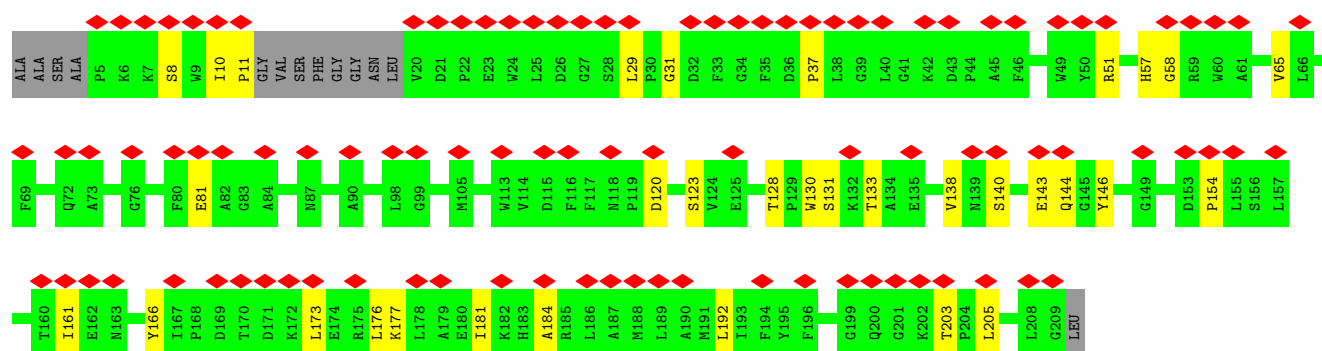 ALA ALA SER ALA P5 K6 K7 S8 W9 I10 P11 GLY VAL SER PHE GLY GLY ASN LEU V20 D21 P22 E23 W24 L25 D26 G27 S28 L29 P30 G31 D32 F33 G34 F35 D36 P37 L38 G39 L40 G41 K42 D43 P44 A45 F46 W49 Y50 R51 H57 G58 R59 W60 A61 V65 L66
F69 Q72 A73 G76 F80 E81 A82 G83 A84 N87 A90 L98 G99 M105 W113 V114 D115 F116 F117 N118 P119 D120 S123 V124 E125 T128 P129 W130 S131 K132 T133 A134 E135 V138 N139 S140 E143 Q144 G145 Y146 G149 D153 P154 L155 S156 L157
T160 I161 E162 N163 Y166 I167 P168 D169 T170 D171 K172 L173 E174 R175 L176 K177 L178 A179 E180 I181 K182 H183 A184 R185 L186 A187 M188 L189 A190 M191 L192 I193 F194 Y195 F196 G199 Q200 G201 K202 T203 P204 L205 L208 G209 LEU